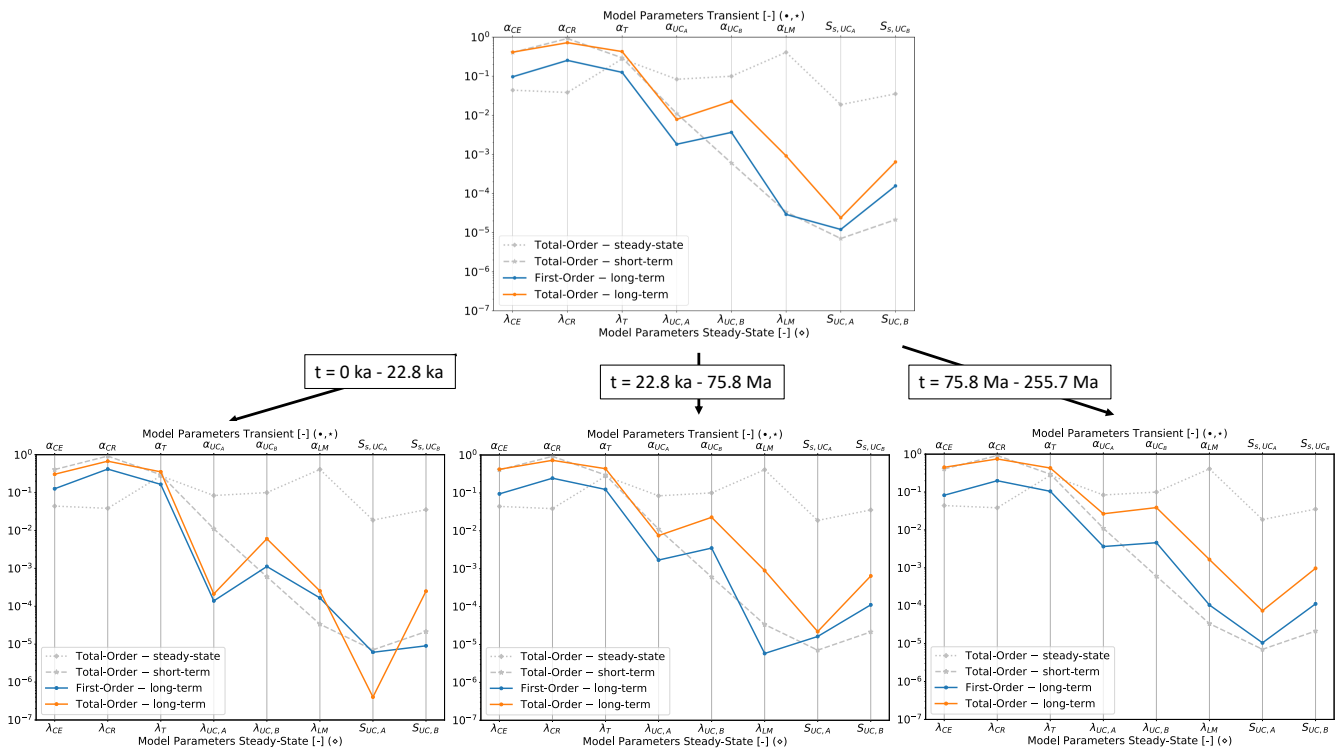 Model Parameters Transient [-] (•,⋆)
α_CE α_CR α_T α_UC_A α_UC_B α_LM S_s,UC_A S_s,UC_B
10^0
10^-1
10^-2
10^-3
10^-4
10^-5
10^-6
10^-7
Total-Order − steady-state
Total-Order − short-term
First-Order − long-term
Total-Order − long-term
λ_CE λ_CR λ_T λ_UC,A λ_UC,B λ_LM S_UC,A S_UC,B
Model Parameters Steady-State [-] (⋄)
t = 0 ka - 22.8 ka
t = 22.8 ka - 75.8 Ma
t = 75.8 Ma - 255.7 Ma
Model Parameters Transient [-] (•,⋆)
α_CE α_CR α_T α_UC_A α_UC_B α_LM S_s,UC_A S_s,UC_B
10^0
10^-1
10^-2
10^-3
10^-4
10^-5
10^-6
10^-7
Total-Order − steady-state
Total-Order − short-term
First-Order − long-term
Total-Order − long-term
λ_CE λ_CR λ_T λ_UC,A λ_UC,B λ_LM S_UC,A S_UC,B
Model Parameters Steady-State [-] (⋄)
Model Parameters Transient [-] (•,⋆)
α_CE α_CR α_T α_UC_A α_UC_B α_LM S_s,UC_A S_s,UC_B
10^0
10^-1
10^-2
10^-3
10^-4
10^-5
10^-6
10^-7
Total-Order − steady-state
Total-Order − short-term
First-Order − long-term
Total-Order − long-term
λ_CE λ_CR λ_T λ_UC,A λ_UC,B λ_LM S_UC,A S_UC,B
Model Parameters Steady-State [-] (⋄)
Model Parameters Transient [-] (•,⋆)
α_CE α_CR α_T α_UC_A α_UC_B α_LM S_s,UC_A S_s,UC_B
10^0
10^-1
10^-2
10^-3
10^-4
10^-5
10^-6
10^-7
Total-Order − steady-state
Total-Order − short-term
First-Order − long-term
Total-Order − long-term
λ_CE λ_CR λ_T λ_UC,A λ_UC,B λ_LM S_UC,A S_UC,B
Model Parameters Steady-State [-] (⋄)